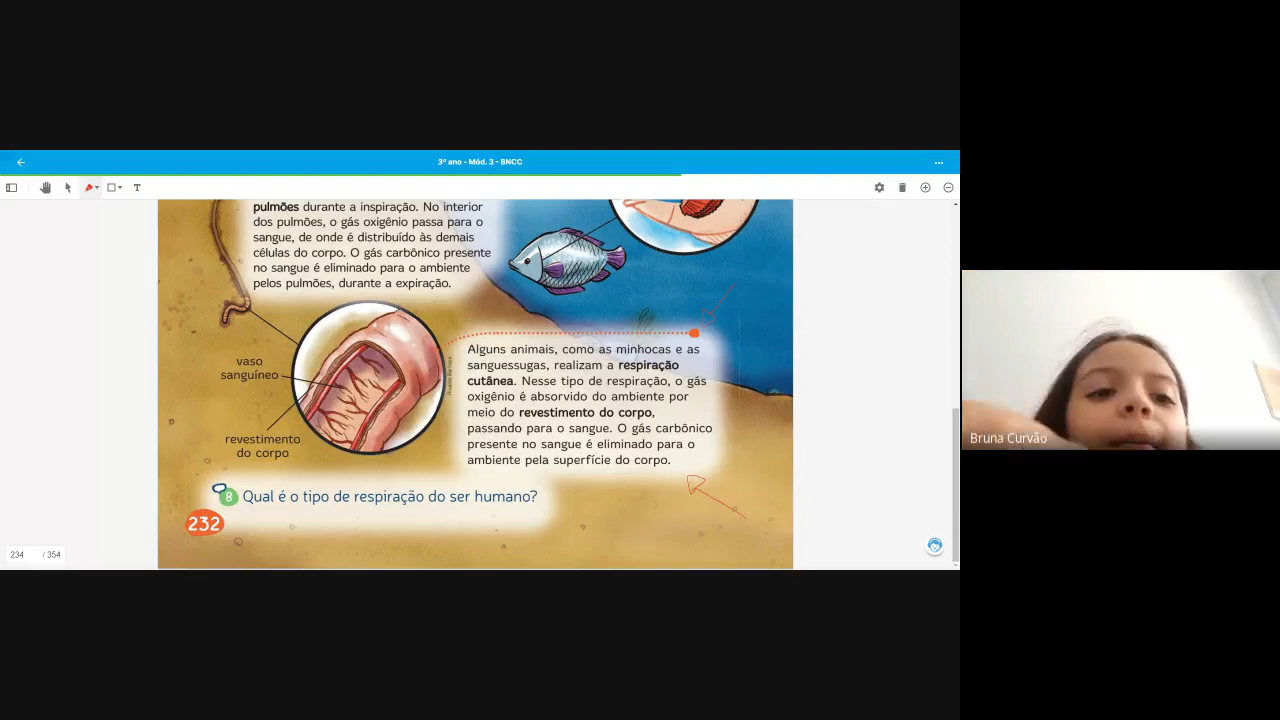 3º ano - Mód. 3 - BNCC
T
pulmões durante a inspiração. No interior
dos pulmões, o gás oxigênio passa para o
sangue, de onde é distribuído às demais
células do corpo. O gás carbônico presente
no sangue é eliminado para o ambiente
pelos pulmões, durante a expiração.
vaso
sanguíneo
revestimento
do corpo
Alguns animais, como as minhocas e as
sanguessugas, realizam a respiração
cutânea. Nesse tipo de respiração, o gás
oxigênio é absorvido do ambiente por
meio do revestimento do corpo,
passando para o sangue. O gás carbônico
presente no sangue é eliminado para o
ambiente pela superfície do corpo.
8 Qual é o tipo de respiração do ser humano?
232
234 / 354
Bruna Curvão